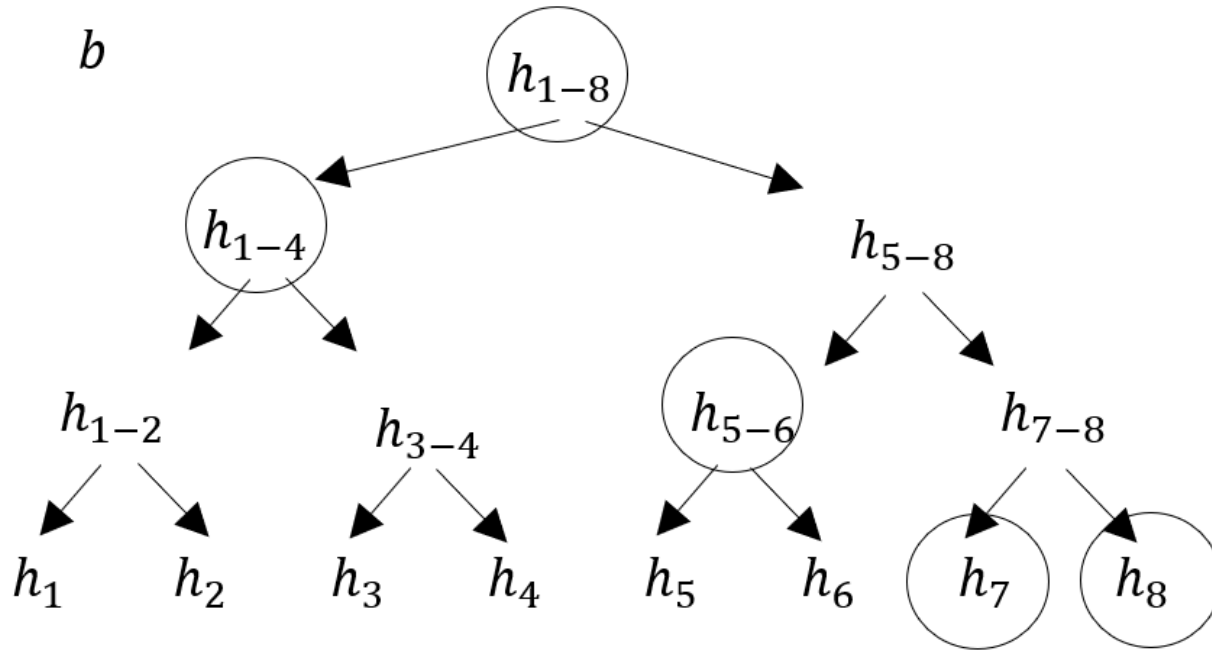 b
h₁₋₈
h₁₋₄
h₅₋₈
h₁₋₂ h₃₋₄ h₅₋₆ h₇₋₈
h₁ h₂ h₃ h₄ h₅ h₆ h₇ h₈